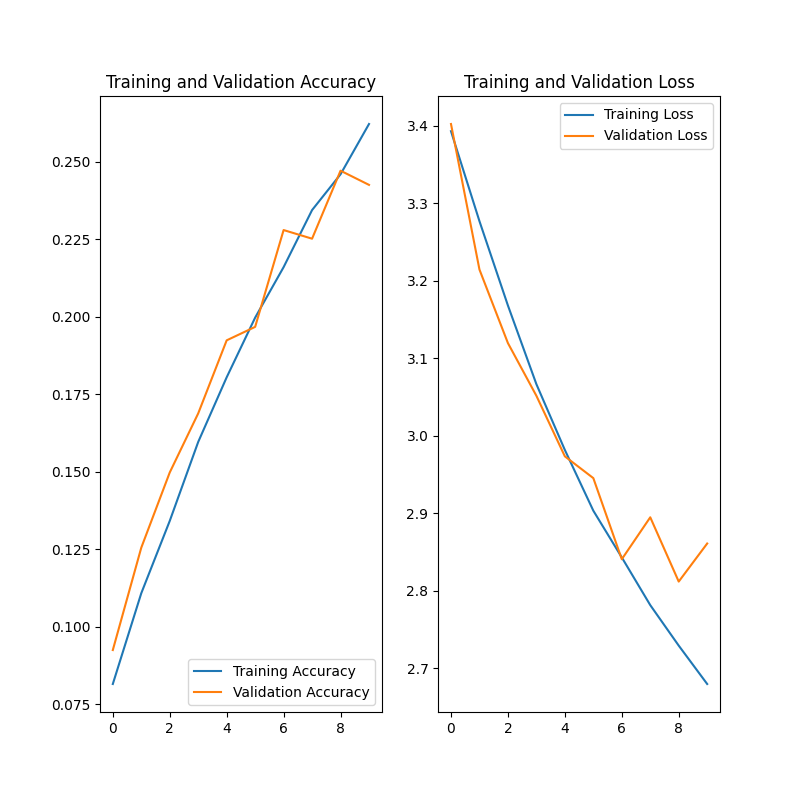 Training and Validation Accuracy
0.250
0.225
0.200
0.175
0.150
0.125
0.100
0.075
0 2 4 6 8
Training Accuracy
Validation Accuracy
Training and Validation Loss
3.4
3.3
3.2
3.1
3.0
2.9
2.8
2.7
0 2 4 6 8
Training Loss
Validation Loss